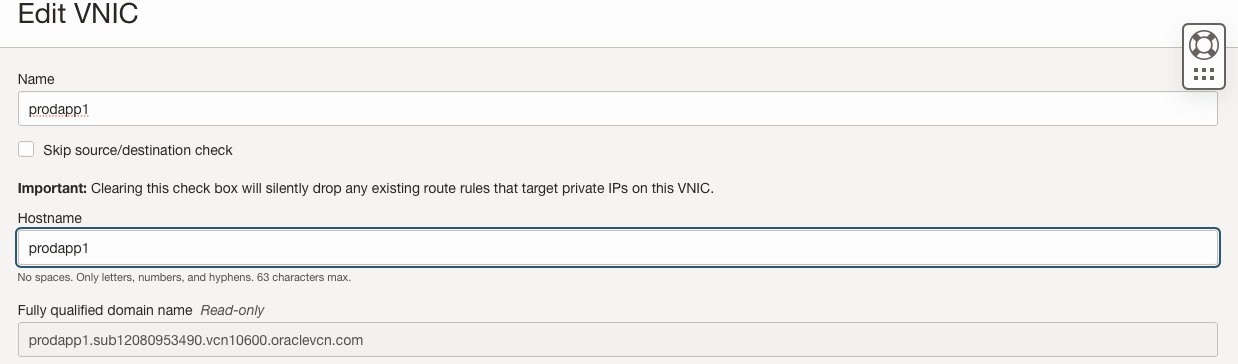 Edit VNIC
Name
prodapp1
Skip source/destination check
Important: Clearing this check box will silently drop any existing route rules that target private IPs on this VNIC.
Hostname
prodapp1
No spaces. Only letters, numbers, and hyphens. 63 characters max.
Fully qualified domain name Read-only
prodapp1.sub12080953490.vcn10600.oraclevcn.com